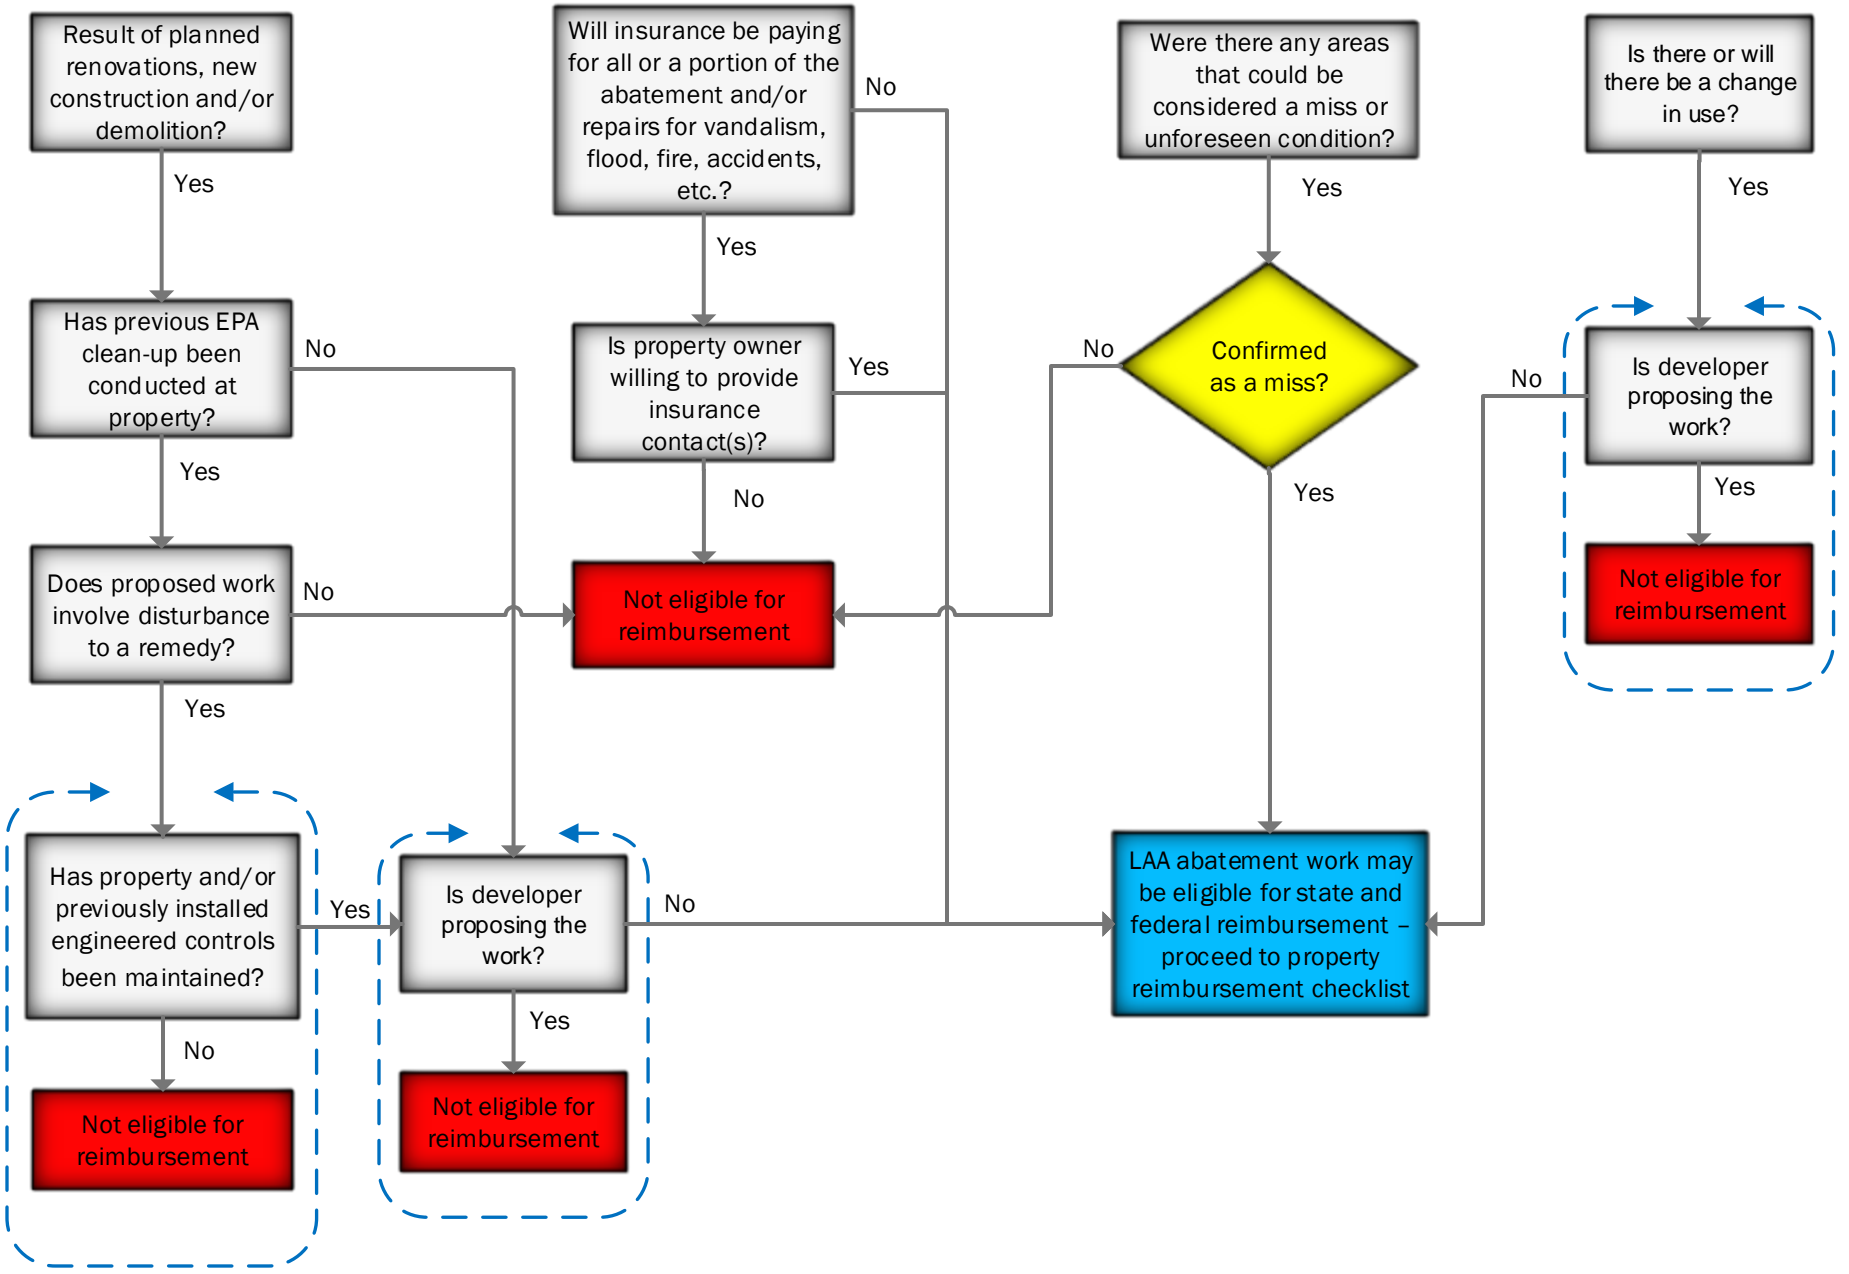 Result of planned
renovations, new
construction and/or
demolition?
Yes
Has previous EPA
clean-up been
conducted at
property?
No
Yes
Does proposed work
involve disturbance
to a remedy?
No
Yes
Has property and/or
previously installed
engineered controls
been maintained?
Yes
No
Not eligible for
reimbursement
Is developer
proposing the
work?
No
Yes
Not eligible for
reimbursement
Will insurance be paying
for all or a portion of the
abatement and/or
repairs for vandalism,
flood, fire, accidents,
etc.?
No
Yes
Is property owner
willing to provide
insurance
contact(s)?
Yes
No
Not eligible for
reimbursement
Were there any areas
that could be
considered a miss or
unforeseen condition?
Yes
Confirmed
as a miss?
No
Yes
LAA abatement work may
be eligible for state and
federal reimbursement –
proceed to property
reimbursement checklist
Is there or will
there be a change
in use?
Yes
Is developer
proposing the
work?
No
Yes
Not eligible for
reimbursement